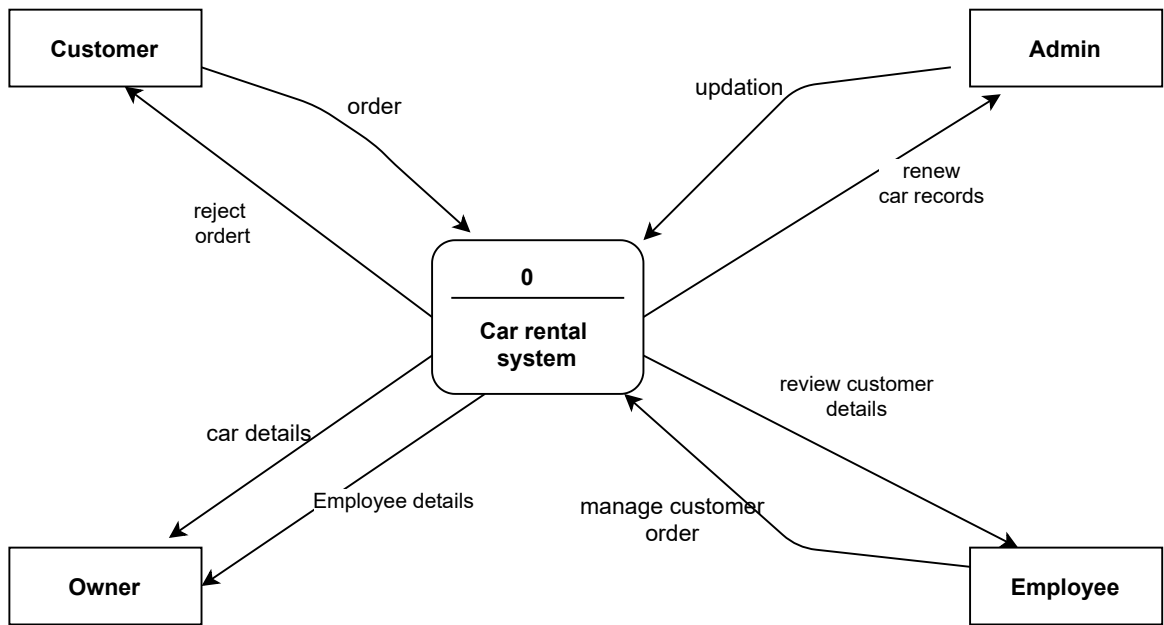 Customer
Admin
updation
order
renew
car records
reject
ordert
0
Car rental
system
review customer
details
car details
Employee details
manage customer
order
Owner
Employee